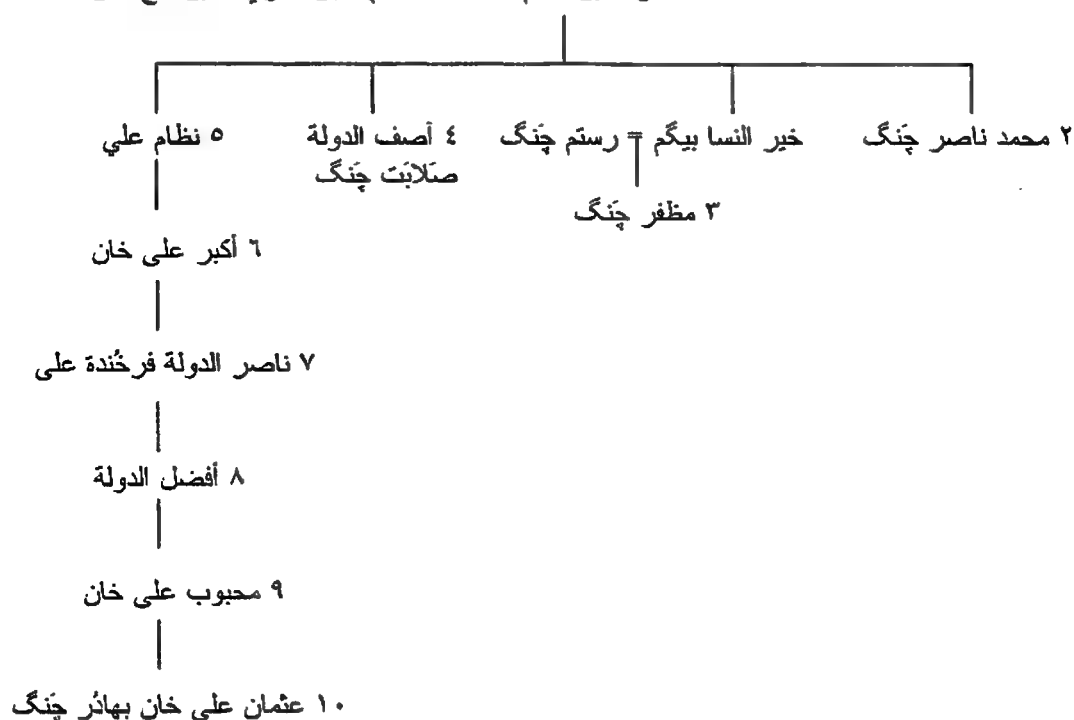 ٢ محمد ناصر چَنگ خير النسا بيگم = رستم چَنگ ٤ أصف الدولة ٥ نظام علي
صَلابَت چَنگ
٣ مظفر چَنگ
٦ أكبر على خان
٧ ناصر الدولة فرخُندة على
٨ أفضل الدولة
٩ محبوب على خان
١٠ عثمان على خان بهادُر چَنگ